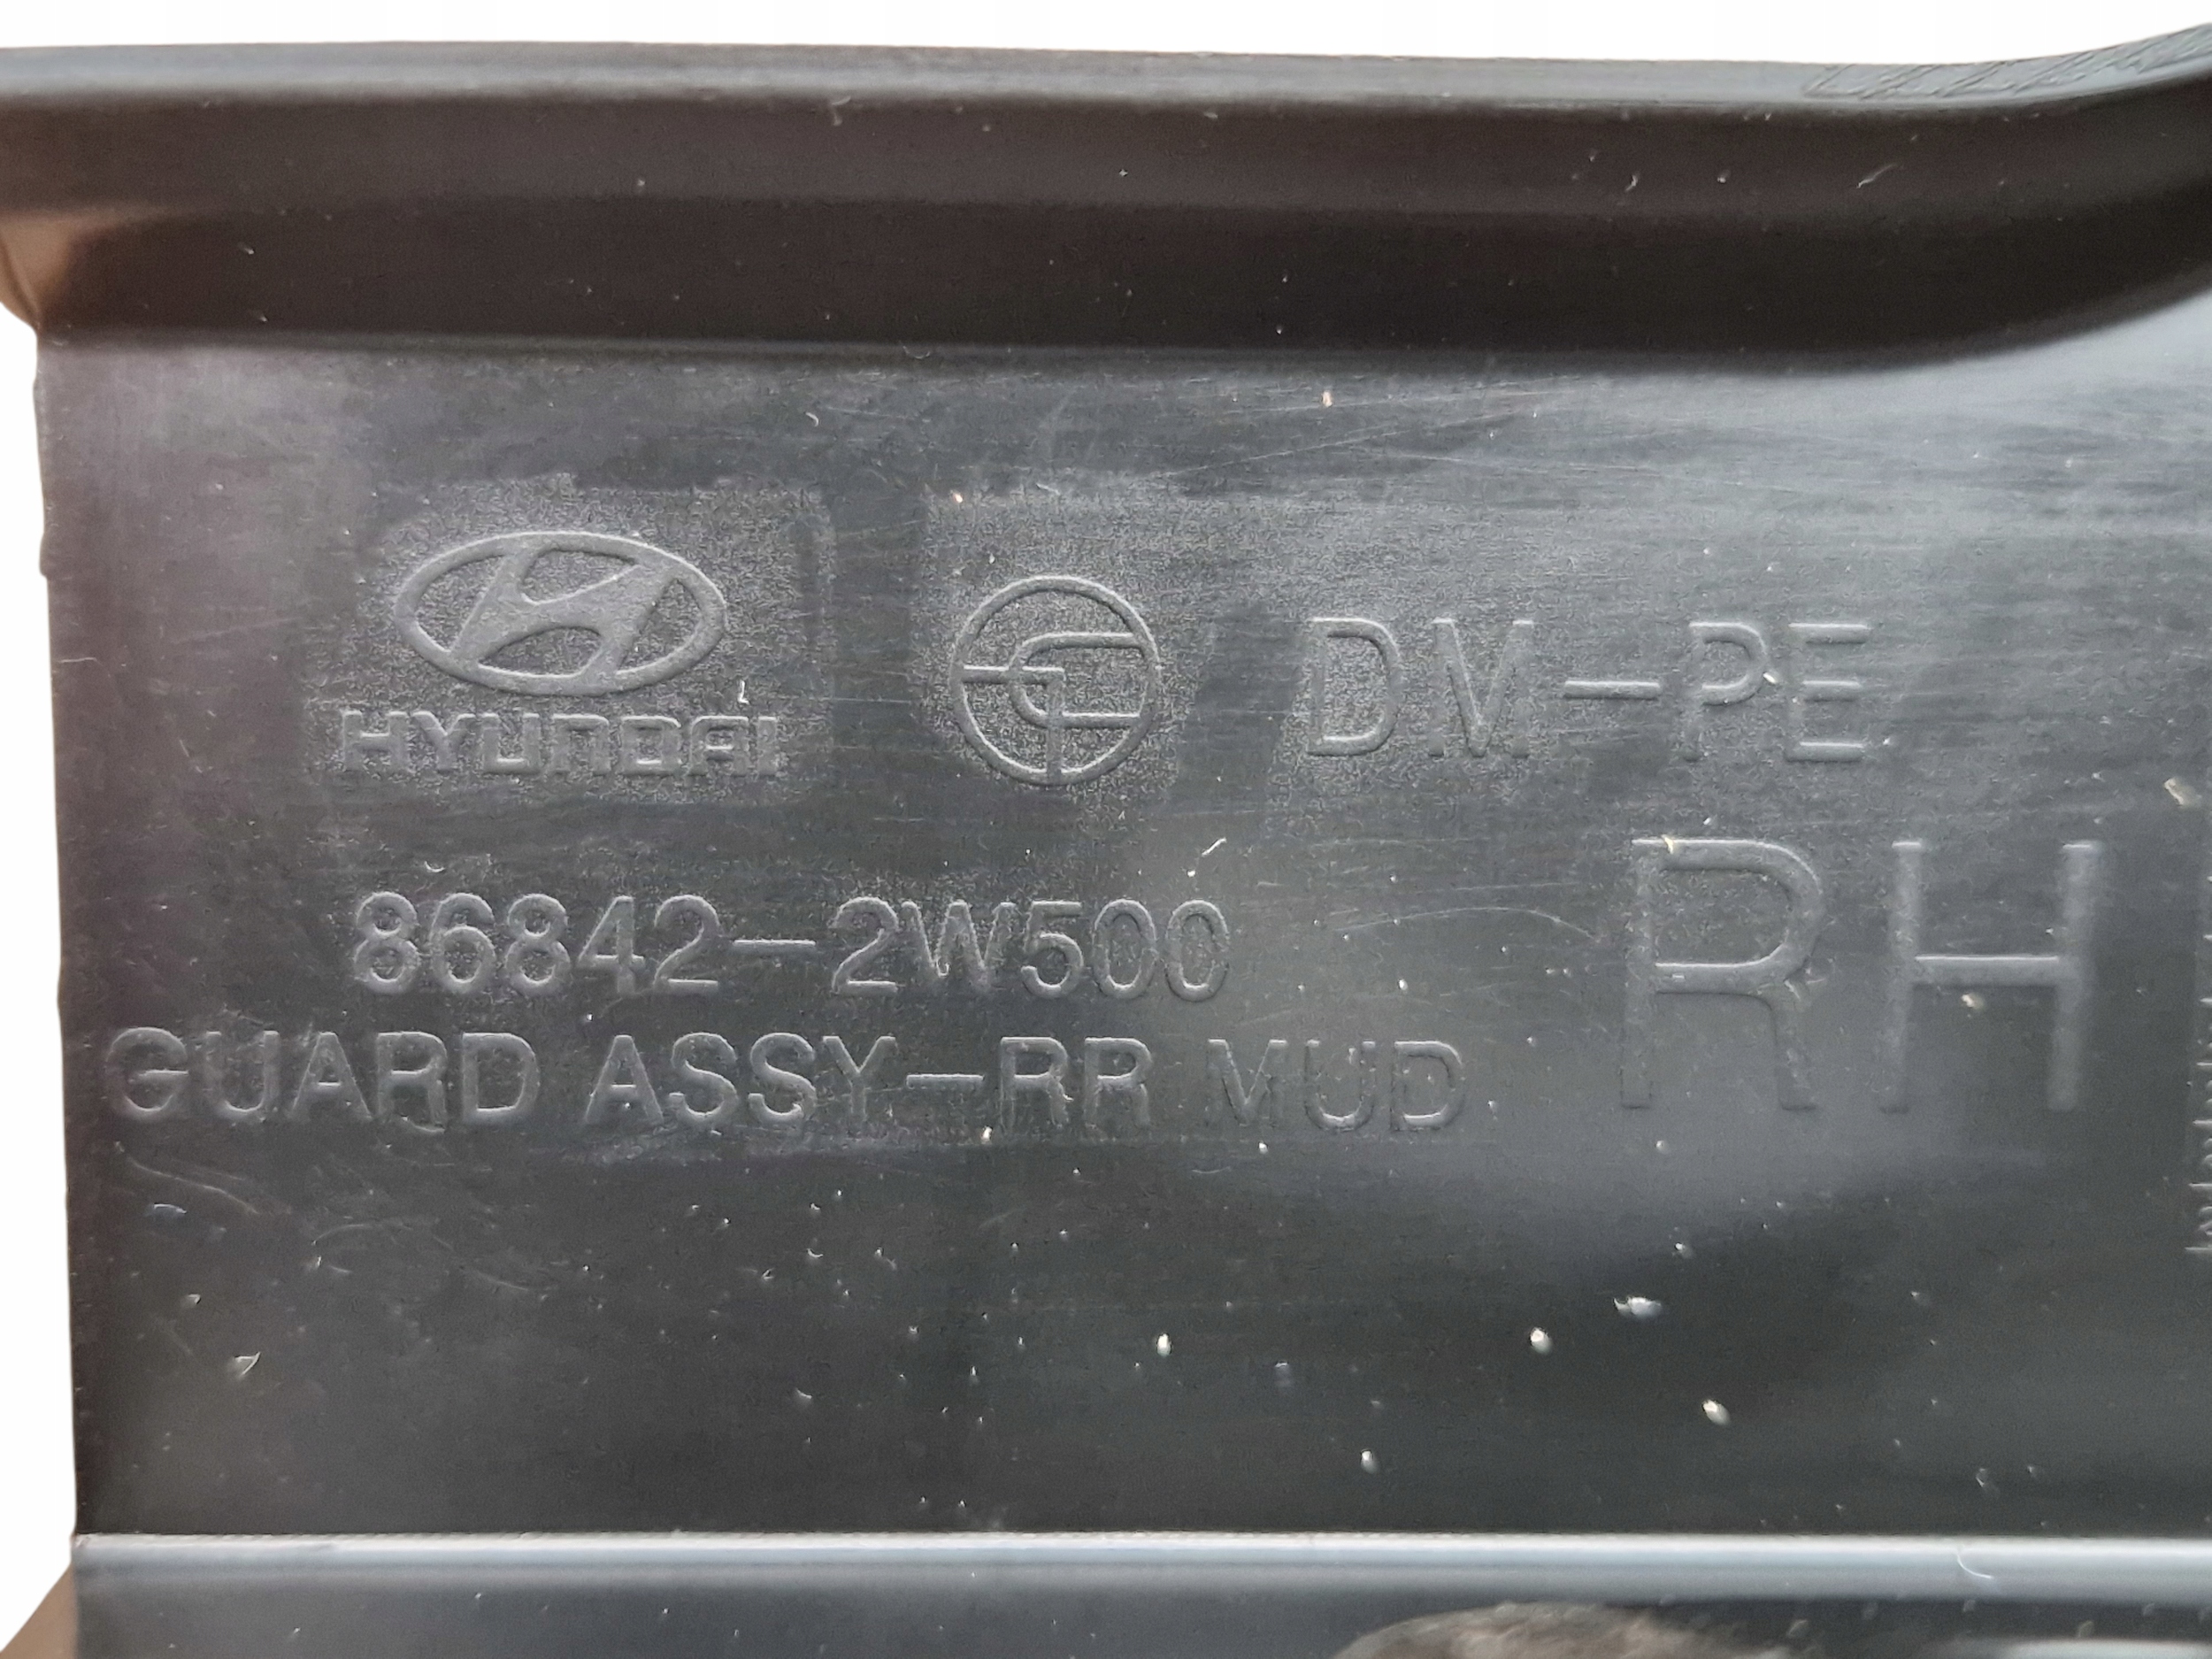 HYUNDAI
DM-PE
86842-2W500
RH
GUARD ASSY-RR MUD